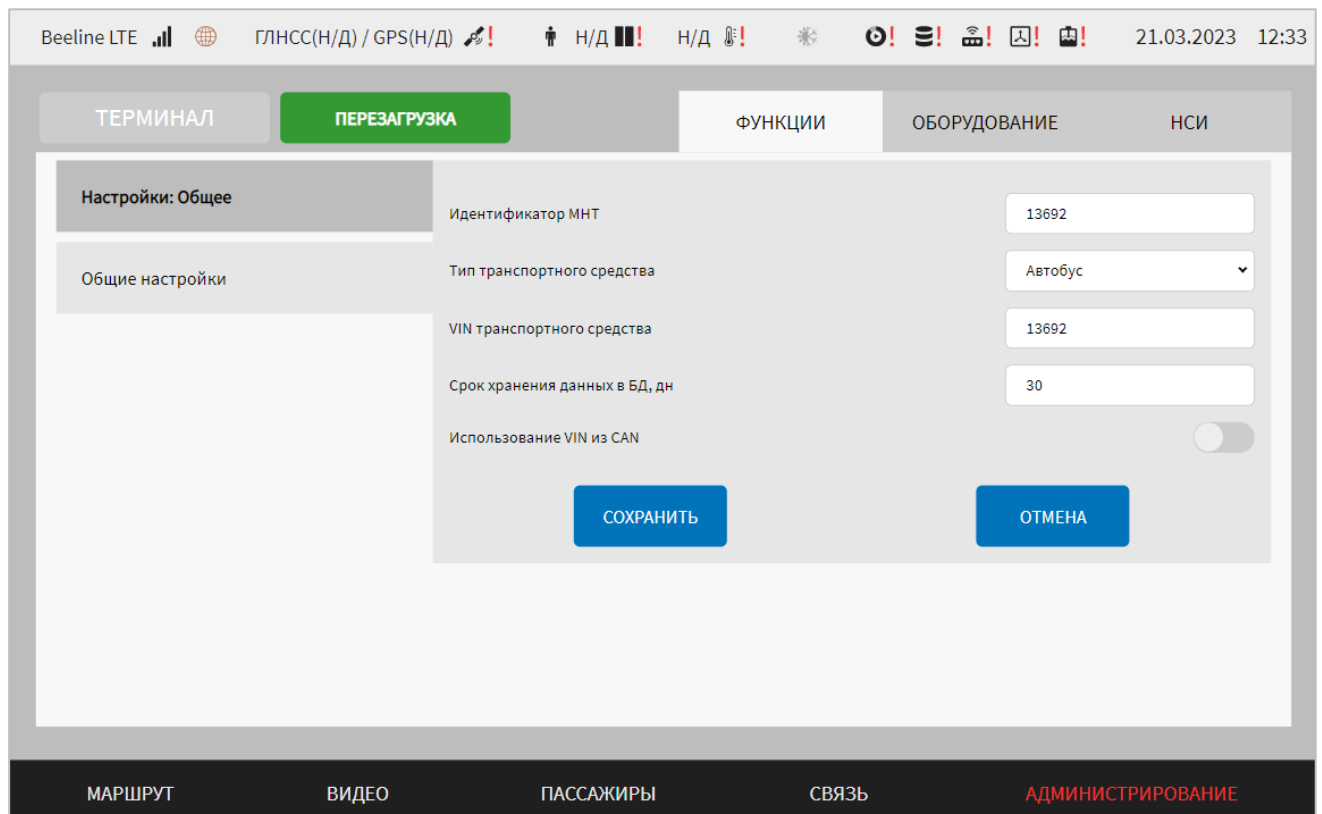 Beeline LTE ГЛНСС(Н/Д) / GPS(Н/Д) ! Н/Д ! Н/Д ! ! ! ! ! ! 21.03.2023 12:33
ТЕРМИНАЛ ПЕРЕЗАГРУЗКА ФУНКЦИИ ОБОРУДОВАНИЕ НСИ
Настройки: Общее
Общие настройки
Идентификатор МНТ 13692
Тип транспортного средства Автобус
VIN транспортного средства 13692
Срок хранения данных в БД, дн 30
Использование VIN из CAN
СОХРАНИТЬ ОТМЕНА
МАРШРУТ ВИДЕО ПАССАЖИРЫ СВЯЗЬ АДМИНИСТРИРОВАНИЕ